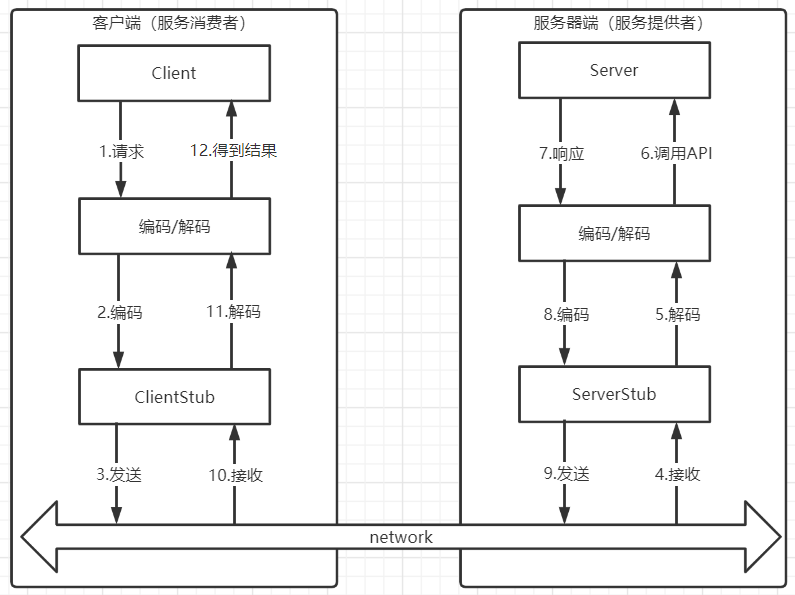 客户端（服务消费者）
Client
1.请求
12.得到结果
编码/解码
2.编码
11.解码
ClientStub
3.发送
10.接收
服务器端（服务提供者）
Server
7.响应
6.调用API
编码/解码
8.编码
5.解码
ServerStub
9.发送
4.接收
network